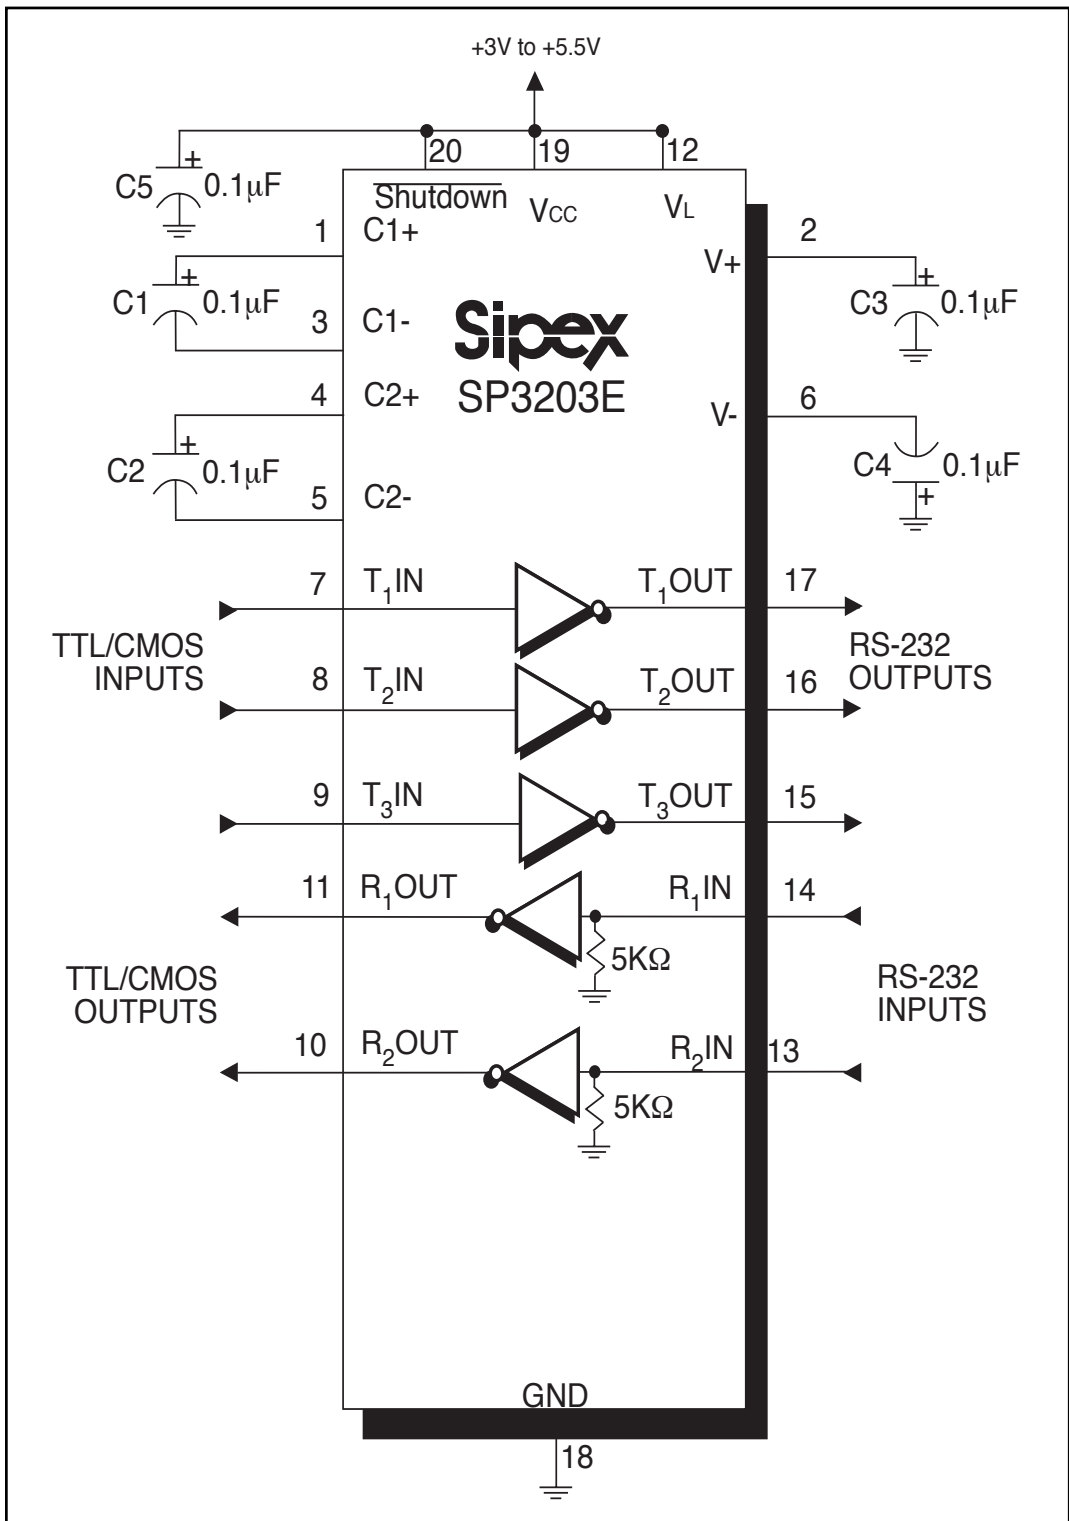 +3V to +5.5V
20
19
12
C5
+
0.1μF
Shutdown
VCC
VL
1
C1+
2
V+
C1
+
0.1μF
C3
+
0.1μF
3
C1-
Sipex
SP3203E
4
C2+
6
V-
C2
+
0.1μF
C4
0.1μF
+
5
C2-
7
T1IN
T1OUT
17
TTL/CMOS
INPUTS
RS-232
OUTPUTS
8
T2IN
T2OUT
16
9
T3IN
T3OUT
15
11
R1OUT
R1IN
14
5KΩ
TTL/CMOS
OUTPUTS
RS-232
INPUTS
10
R2OUT
R2IN
13
5KΩ
GND
18